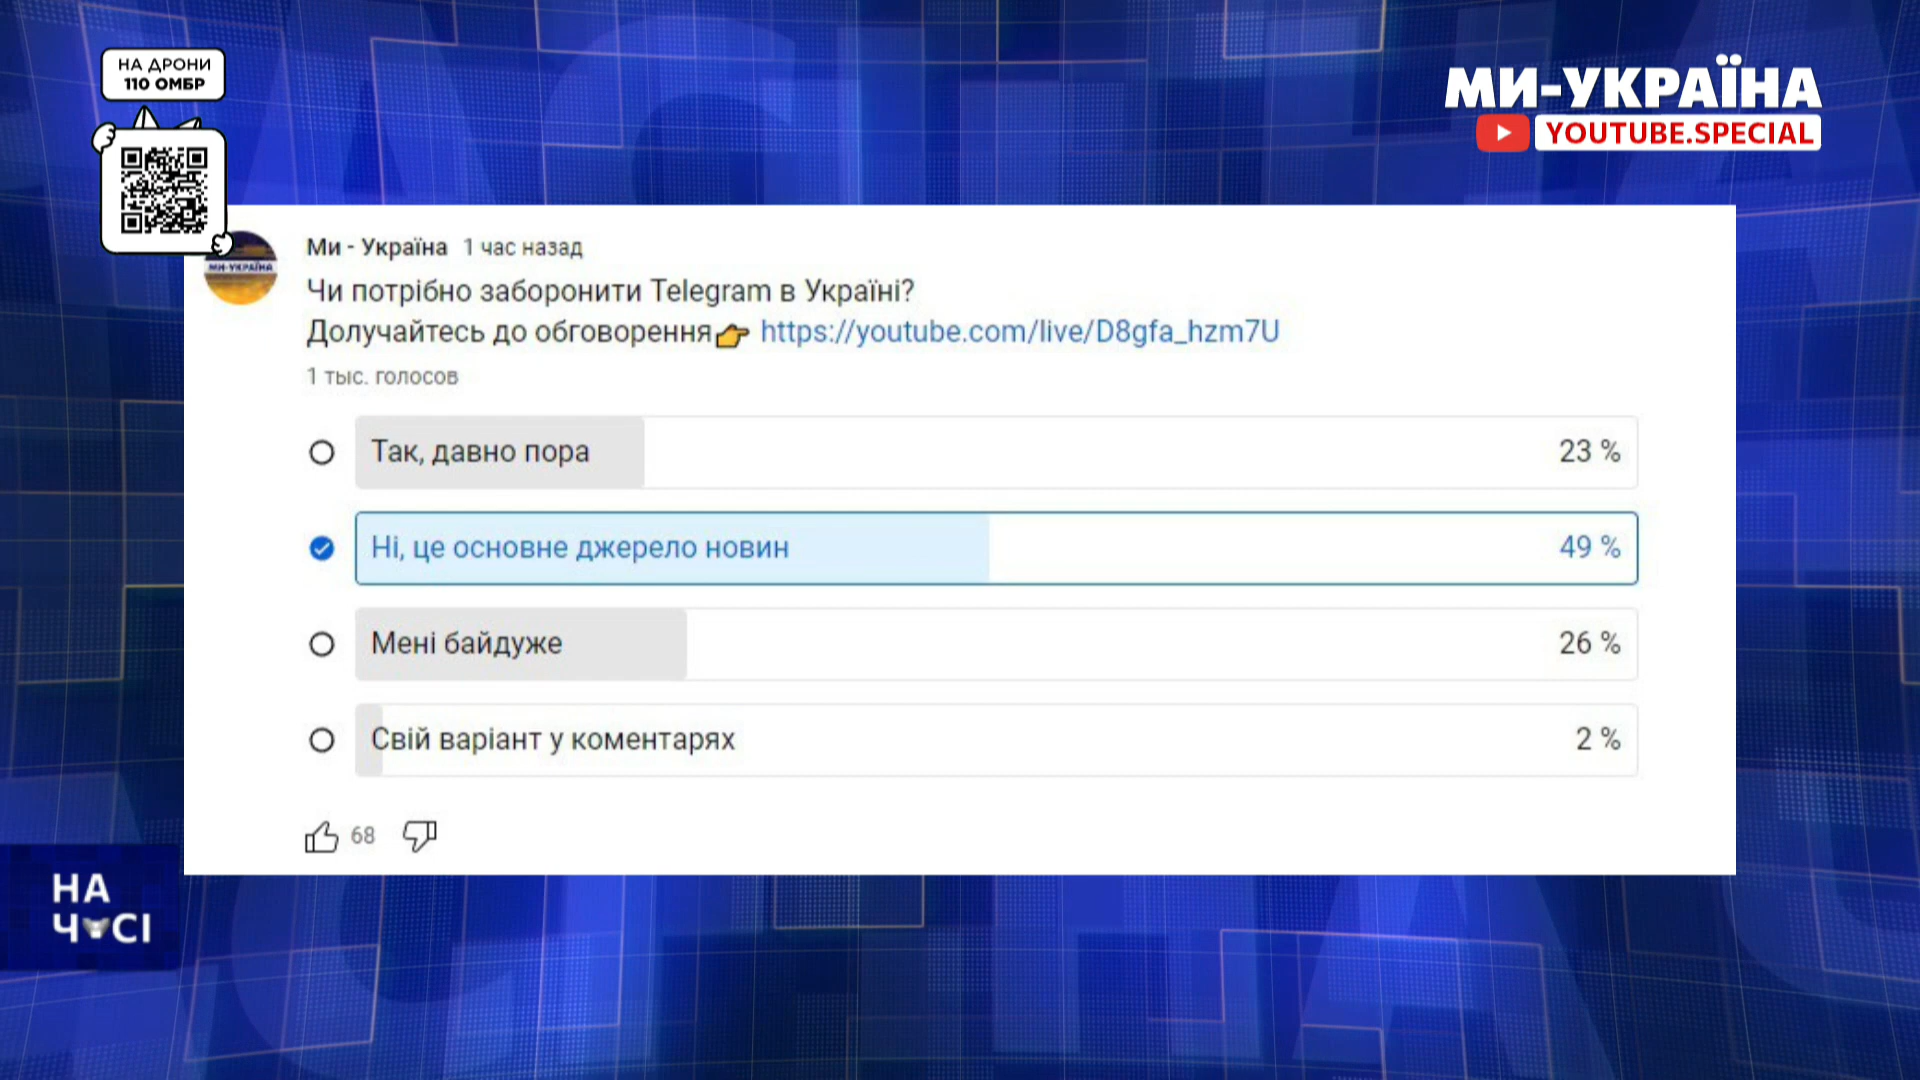 НА ДРОНИ
110 ОМБР
МИ-УКРАЇНА
YOUTUBE.SPECIAL
МИ-УКРАЇНА
Ми - Україна 1 час назад
Чи потрібно заборонити Telegram в Україні?
Долучайтесь до обговорення👉 https://youtube.com/live/D8gfa_hzm7U
1 тыс. голосов
Так, давно пора 23 %
Ні, це основне джерело новин 49 %
Мені байдуже 26 %
Свій варіант у коментарях 2 %
68
НА
ЧАСІ